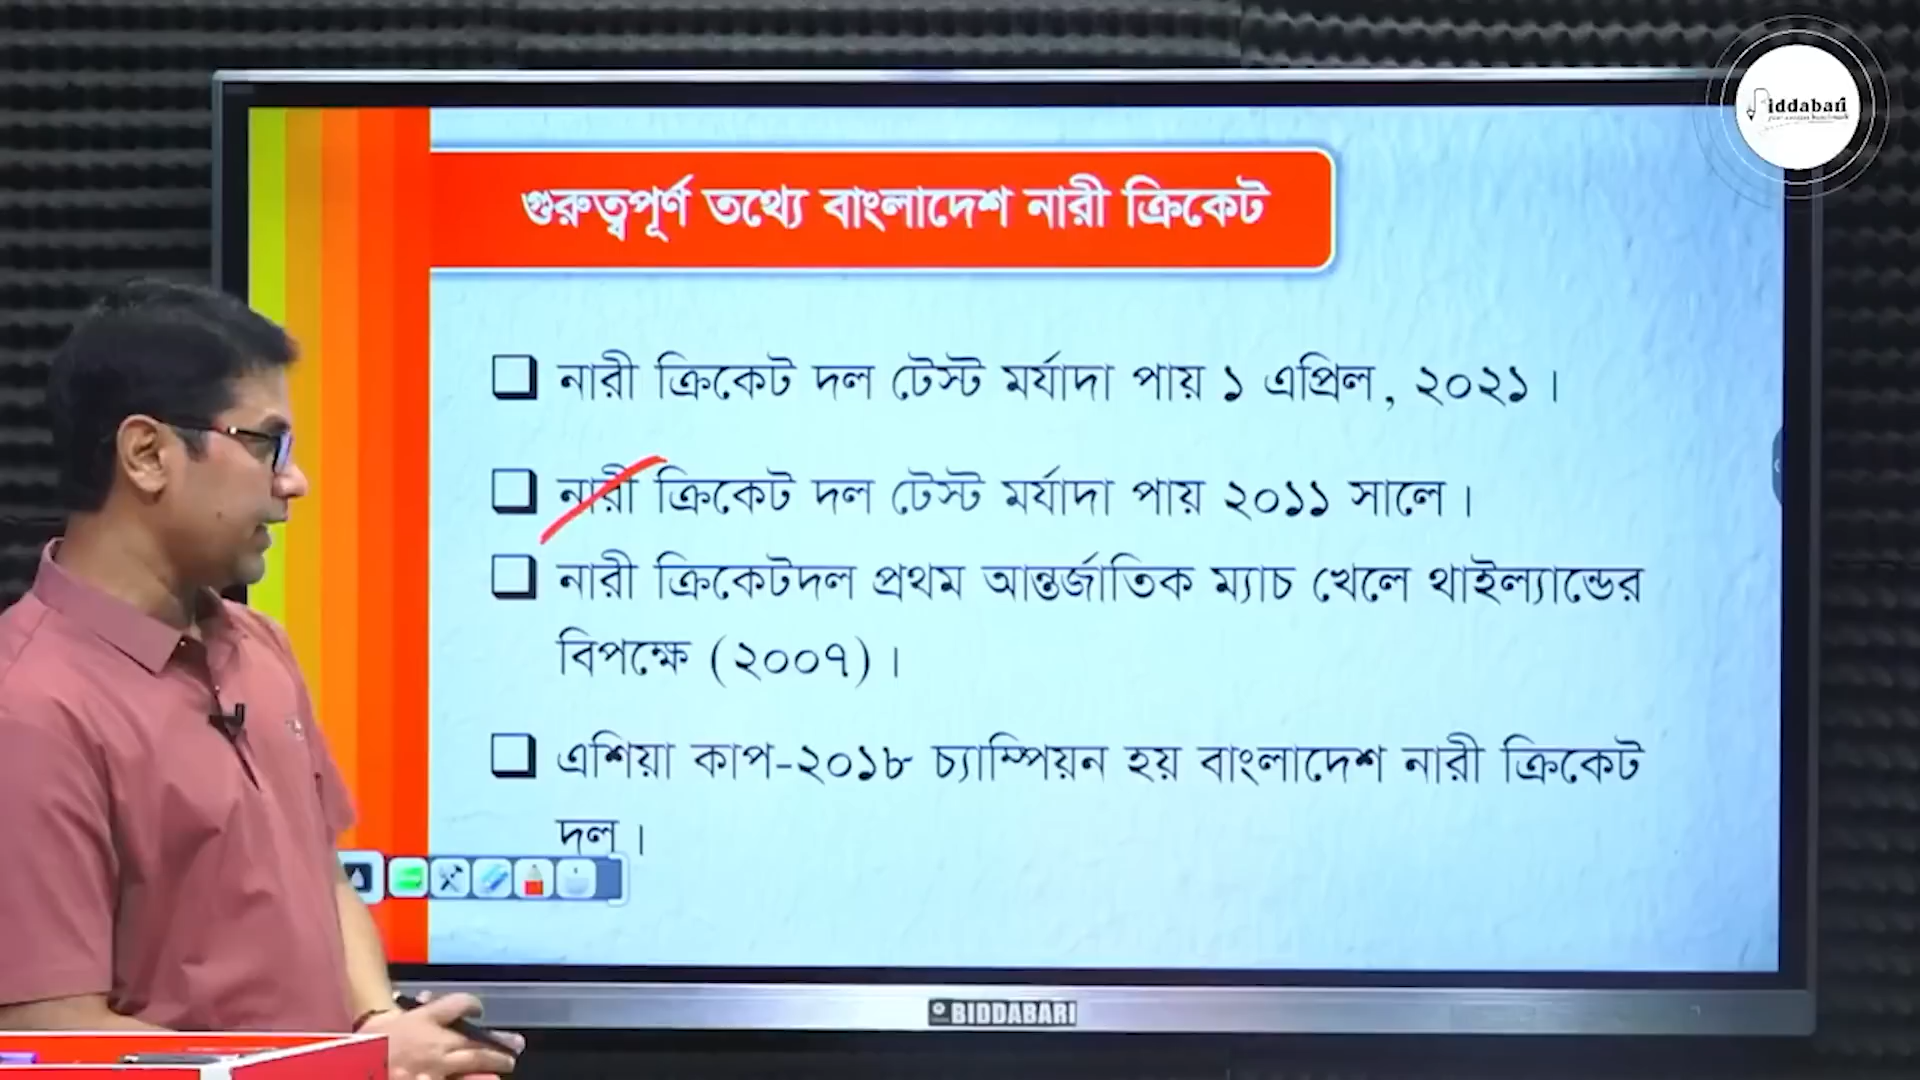 Biddabari
গুরুত্বপূর্ণ তথ্যে বাংলাদেশ নারী ক্রিকেট
নারী ক্রিকেট দল টেস্ট মর্যাদা পায় ১ এপ্রিল, ২০২১।
নারী ক্রিকেট দল টেস্ট মর্যাদা পায় ২০১১ সালে।
নারী ক্রিকেটদল প্রথম আন্তর্জাতিক ম্যাচ খেলে থাইল্যান্ডের
বিপক্ষে (২০০৭)।
এশিয়া কাপ-২০১৮ চ্যাম্পিয়ন হয় বাংলাদেশ নারী ক্রিকেট
দল।
BIDDABARI